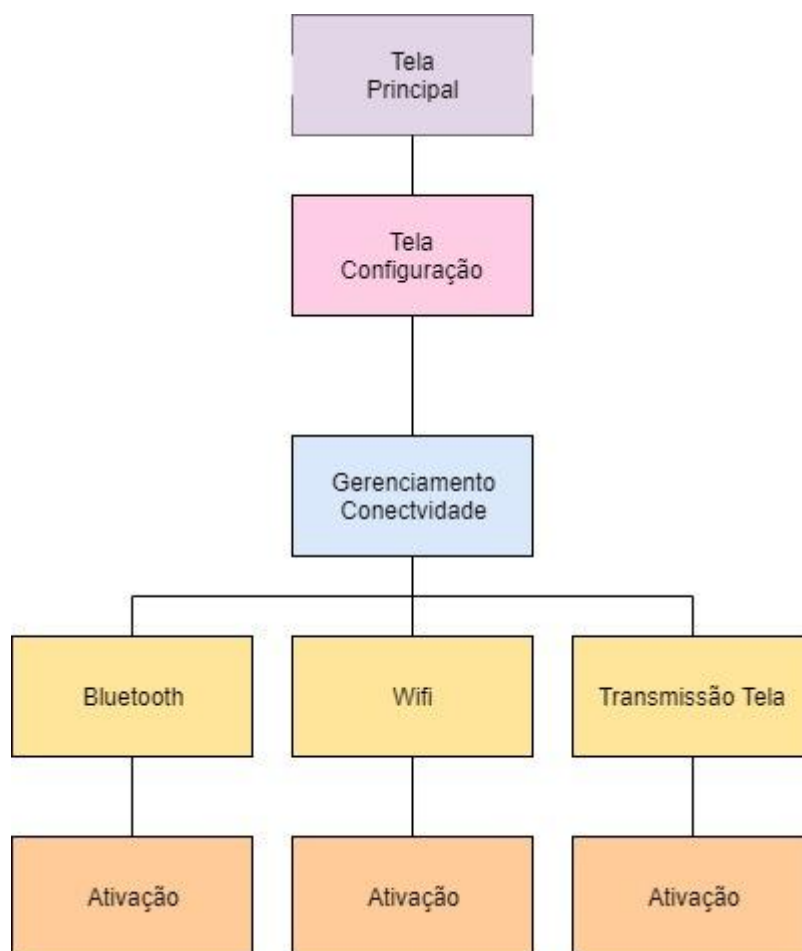 Tela
Principal
Tela
Configuração
Gerenciamento
Conectvidade
Bluetooth
Wifi
Transmissão Tela
Ativação
Ativação
Ativação